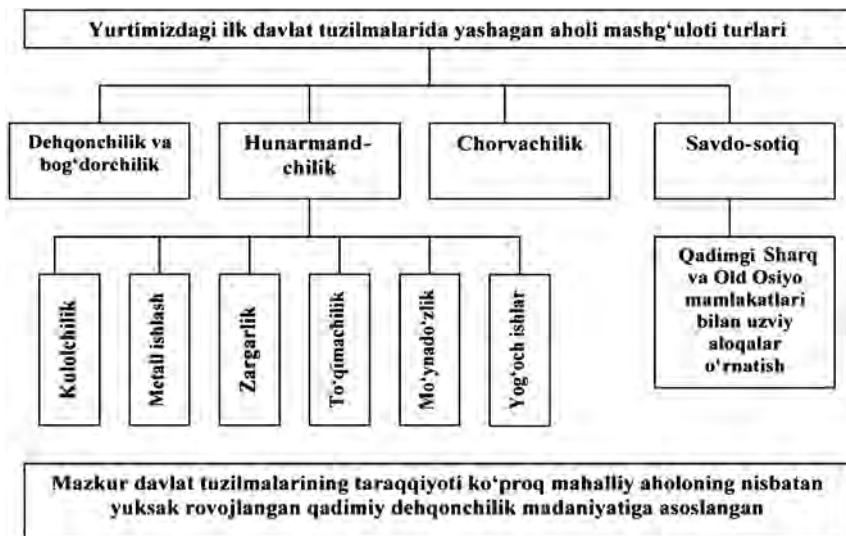 Yurtimizdagi ilk davlat tuzilmalarida yashagan aholi mashg‘uloti turlari
Dehqonchilik va
bog‘dorchilik
Hunarmand-
chilik
Chorvachilik
Savdo-sotiq
Kulolchilik
Metall ishlash
Zargarlik
To‘qimachilik
Mo‘ynado‘zlik
Yog‘och ishlar
Qadimgi Sharq
va Old Osiyo
mamlakatlari
bilan uzviy
aloqalar
o‘rnatish
Mazkur davlat tuzilmalarining taraqqiyoti ko‘proq mahalliy aholoning nisbatan
yuksak rovojlangan qadimiy dehqonchilik madaniyatiga asoslangan